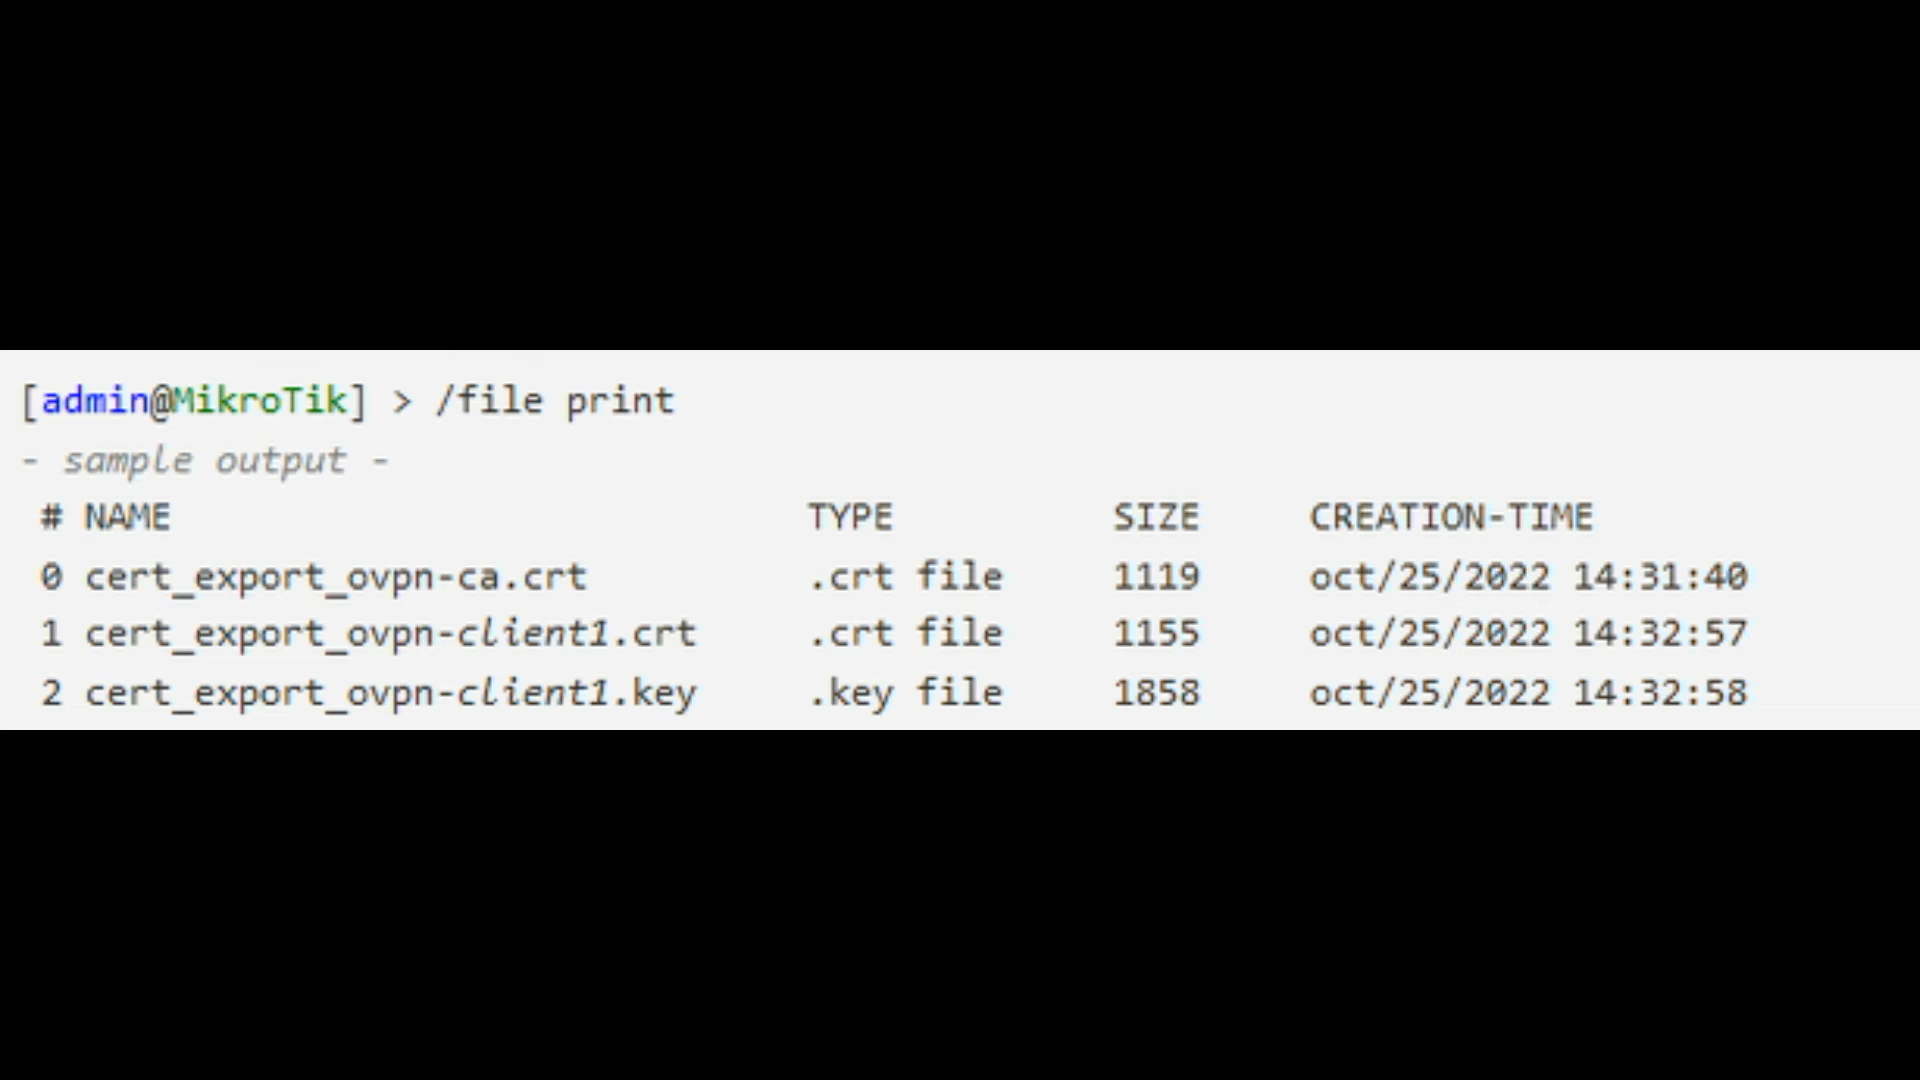 [admin@MikroTik] > /file print
- sample output -
# NAME TYPE SIZE CREATION-TIME
0 cert_export_ovpn-ca.crt .crt file 1119 oct/25/2022 14:31:40
1 cert_export_ovpn-client1.crt .crt file 1155 oct/25/2022 14:32:57
2 cert_export_ovpn-client1.key .key file 1858 oct/25/2022 14:32:58